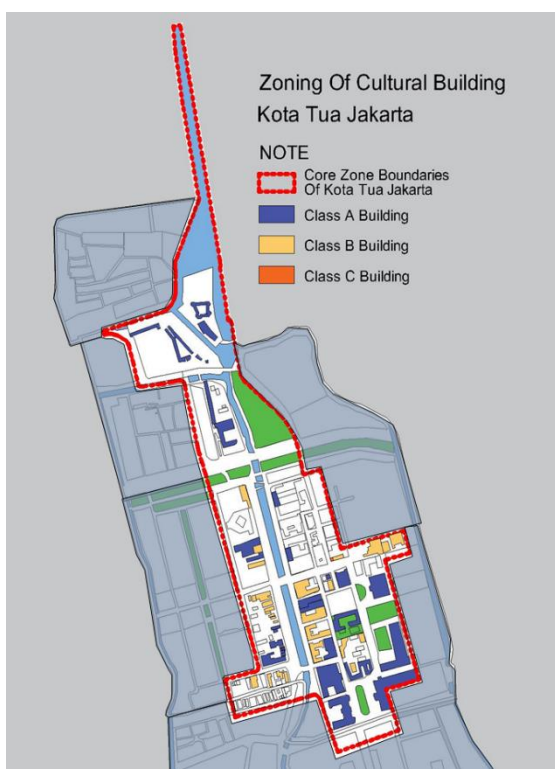 Zoning Of Cultural Building
Kota Tua Jakarta
NOTE
Core Zone Boundaries
Of Kota Tua Jakarta
Class A Building
Class B Building
Class C Building